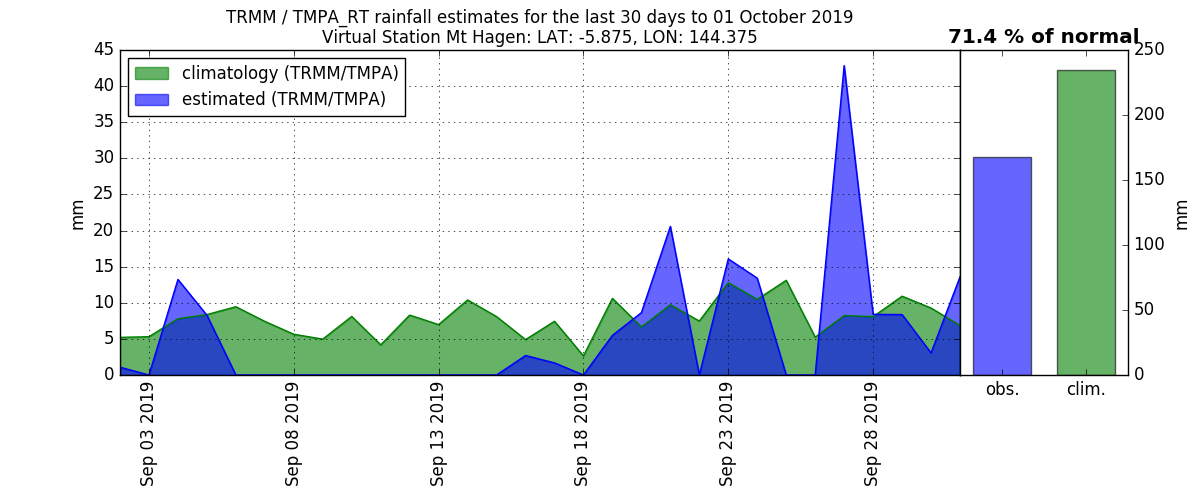 TRMM / TMPA_RT rainfall estimates for the last 30 days to 01 October 2019
Virtual Station Mt Hagen: LAT: -5.875, LON: 144.375
71.4 % of normal
climatology (TRMM/TMPA)
estimated (TRMM/TMPA)
45
40
35
30
25
20
15
10
5
0
mm
250
200
150
100
50
0
mm
Sep 03 2019
Sep 08 2019
Sep 13 2019
Sep 18 2019
Sep 23 2019
Sep 28 2019
obs.
clim.